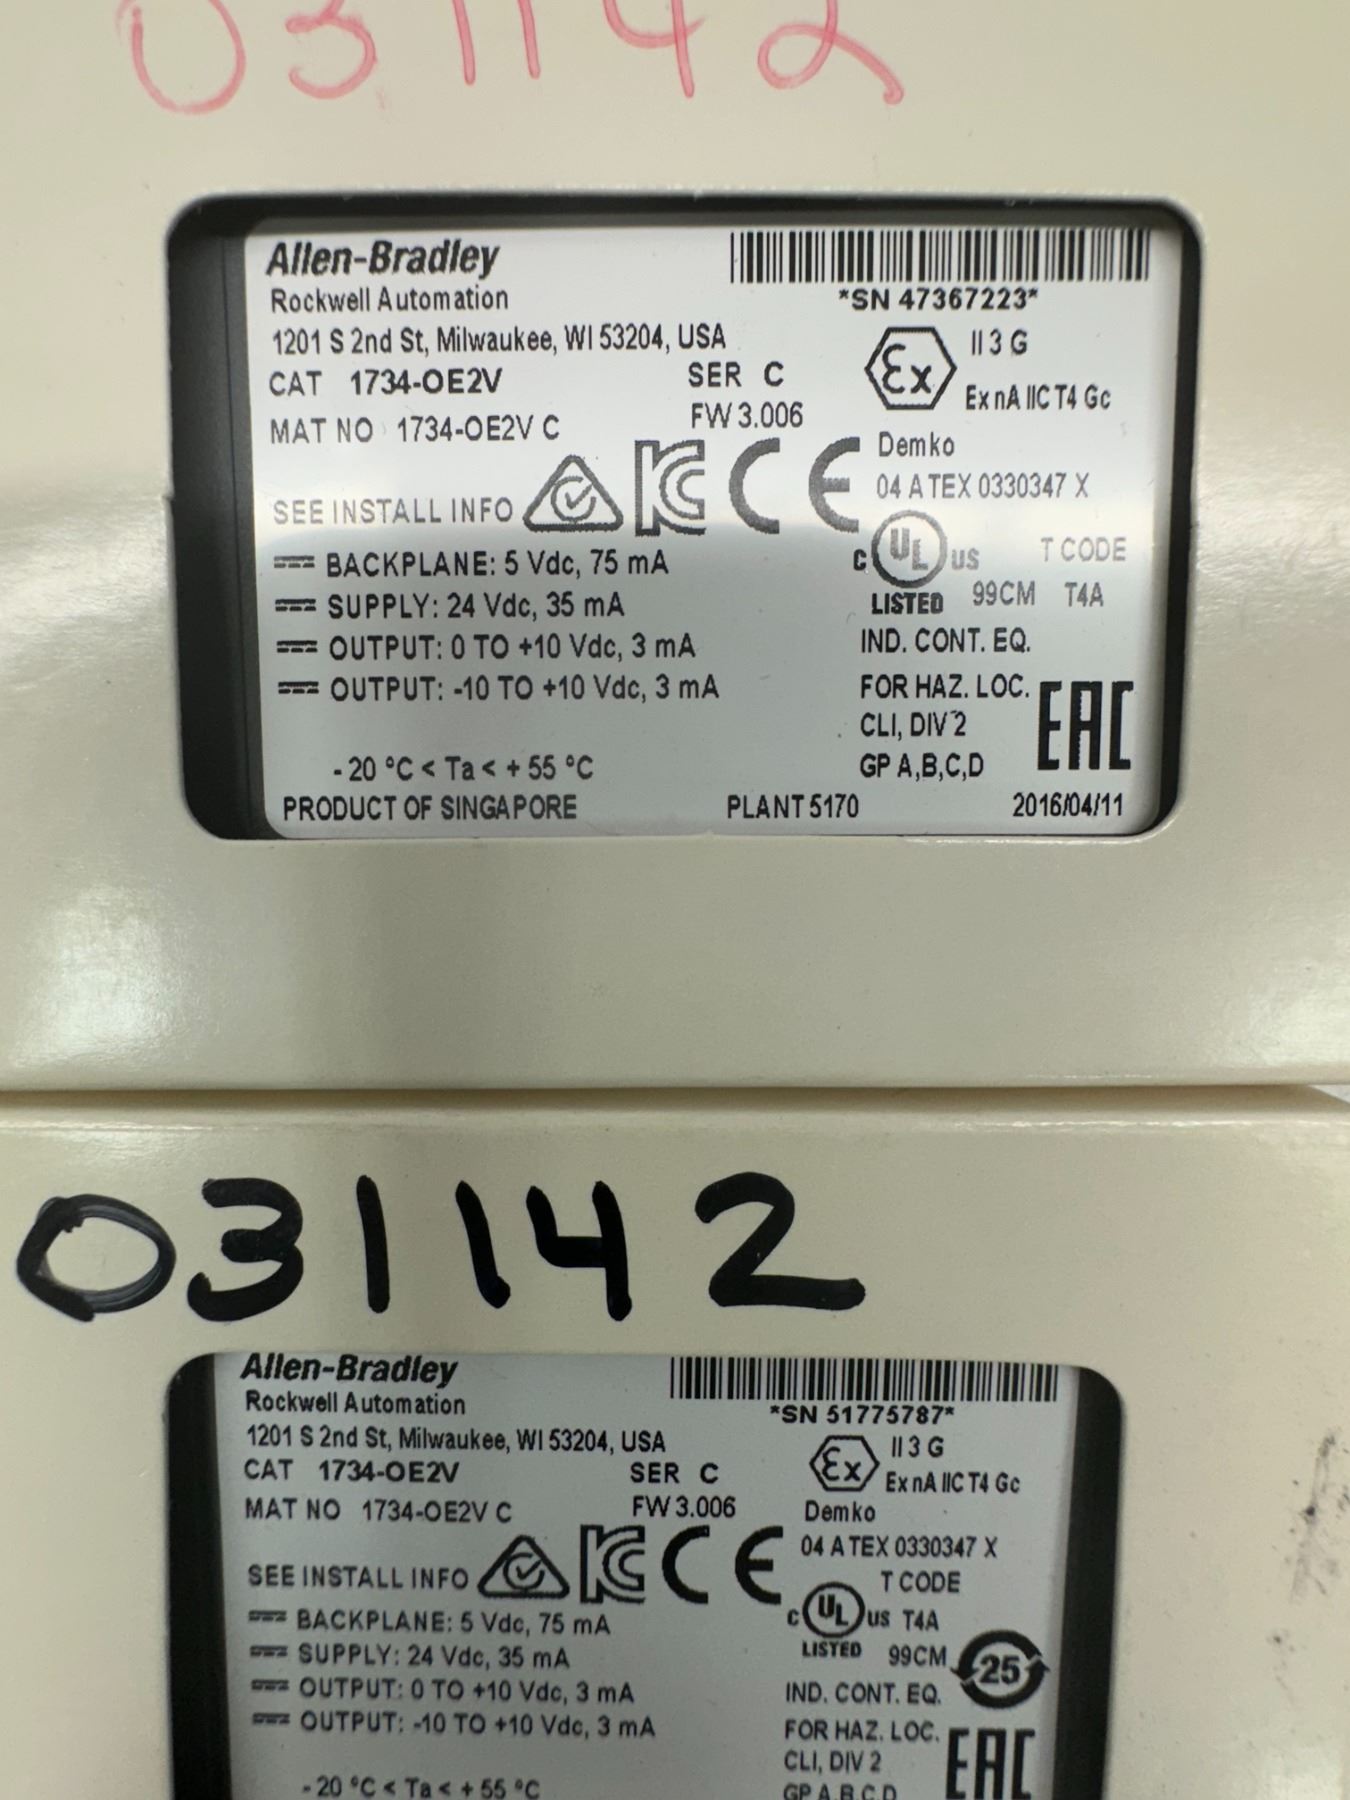 031142
Allen-Bradley
Rockwell Automation
*SN 47367223*
1201 S 2nd St, Milwaukee, WI 53204, USA
CAT 1734-OE2V
SER C
MAT NO 1734-OE2V C
FW 3.006
Ex
II 3 G
Ex nA IIC T4 Gc
Demko
04 ATEX 0330347 X
SEE INSTALL INFO
KC CE
BACKPLANE: 5 Vdc, 75 mA
SUPPLY: 24 Vdc, 35 mA
OUTPUT: 0 TO +10 Vdc, 3 mA
OUTPUT: -10 TO +10 Vdc, 3 mA
C UL US
T CODE
LISTED 99CM T4A
IND. CONT. EQ.
FOR HAZ. LOC.
CLI, DIV 2
GP A,B,C,D
EAC
-20 °C < Ta < +55 °C
PRODUCT OF SINGAPORE
PLANT 5170
2016/04/11
031142
Allen-Bradley
Rockwell Automation
*SN 51775787*
1201 S 2nd St, Milwaukee, WI 53204, USA
CAT 1734-OE2V
SER C
MAT NO 1734-OE2V C
FW 3.006
Ex
II 3 G
Ex nA IIC T4 Gc
Demko
04 ATEX 0330347 X
SEE INSTALL INFO
KC CE
BACKPLANE: 5 Vdc, 75 mA
SUPPLY: 24 Vdc, 35 mA
OUTPUT: 0 TO +10 Vdc, 3 mA
OUTPUT: -10 TO +10 Vdc, 3 mA
T CODE
C UL US T4A
LISTED 99CM
25
IND. CONT. EQ.
FOR HAZ. LOC.
CLI, DIV 2
GP A,B,C,D
EAC
-20 °C < Ta < +55 °C